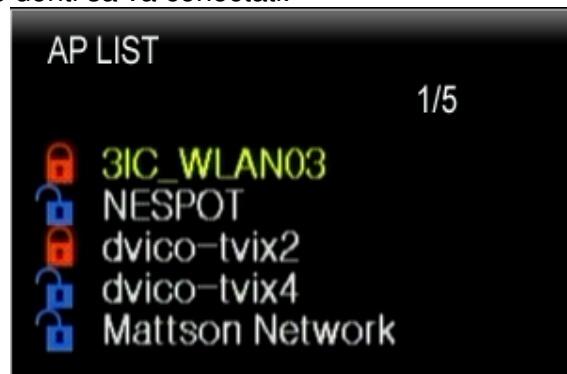 AP LIST
1/5
3IC_WLAN03
NESPOT
dvico-tvix2
dvico-tvix4
Mattson Network